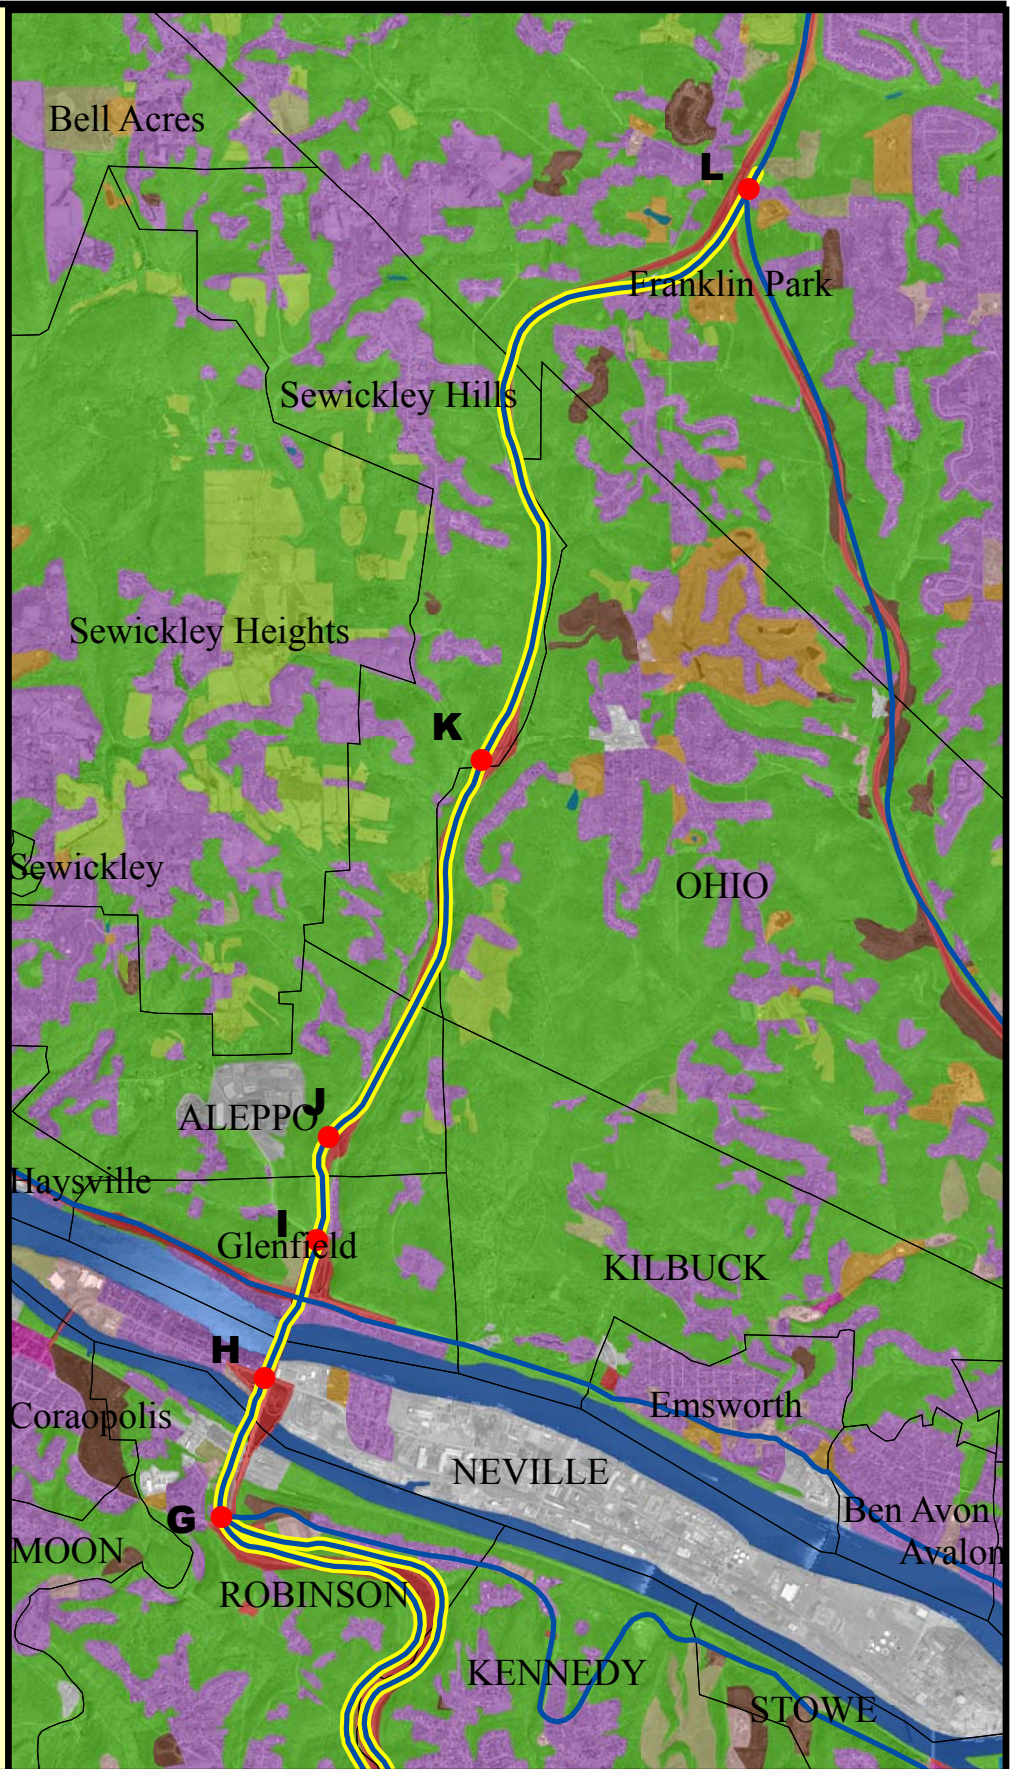 Bell Acres
L
Franklin Park
Sewickley Hills
Sewickley Heights
K
Sewickley
OHIO
J
ALEPPO
Haysville
I
Glenfield
KILBUCK
H
Coraopolis
Emsworth
NEVILLE
G
Ben Avon
MOON
Avalon
ROBINSON
KENNEDY
STOWE